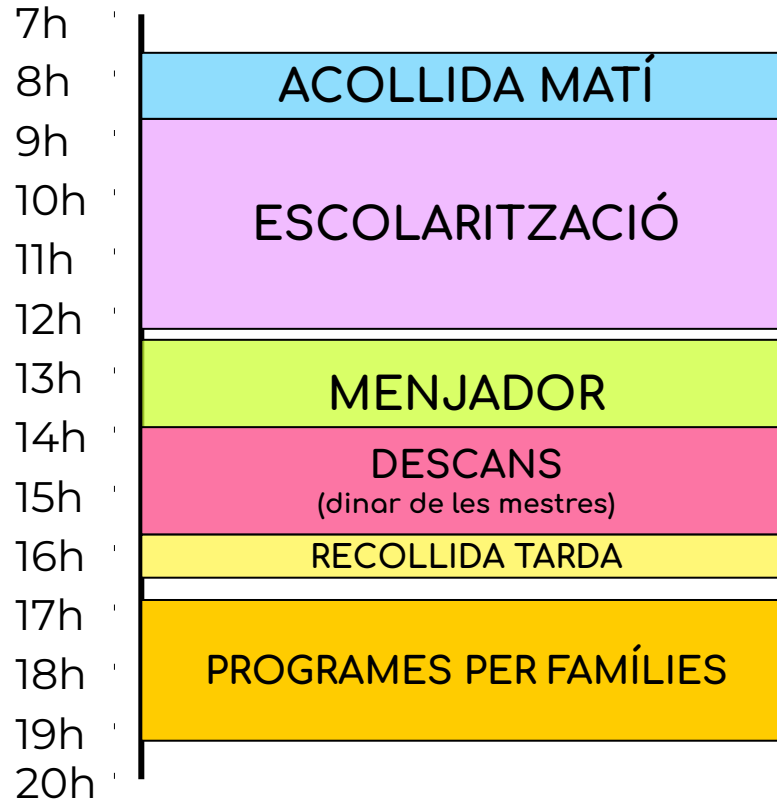 7h
8h
ACOLLIDA MATÍ
9h
10h
ESCOLARITZACIÓ
11h
12h
13h
MENJADOR
14h
DESCANS
(dinar de les mestres)
15h
16h
RECOLLIDA TARDA
17h
18h
PROGRAMES PER FAMÍLIES
19h
20h